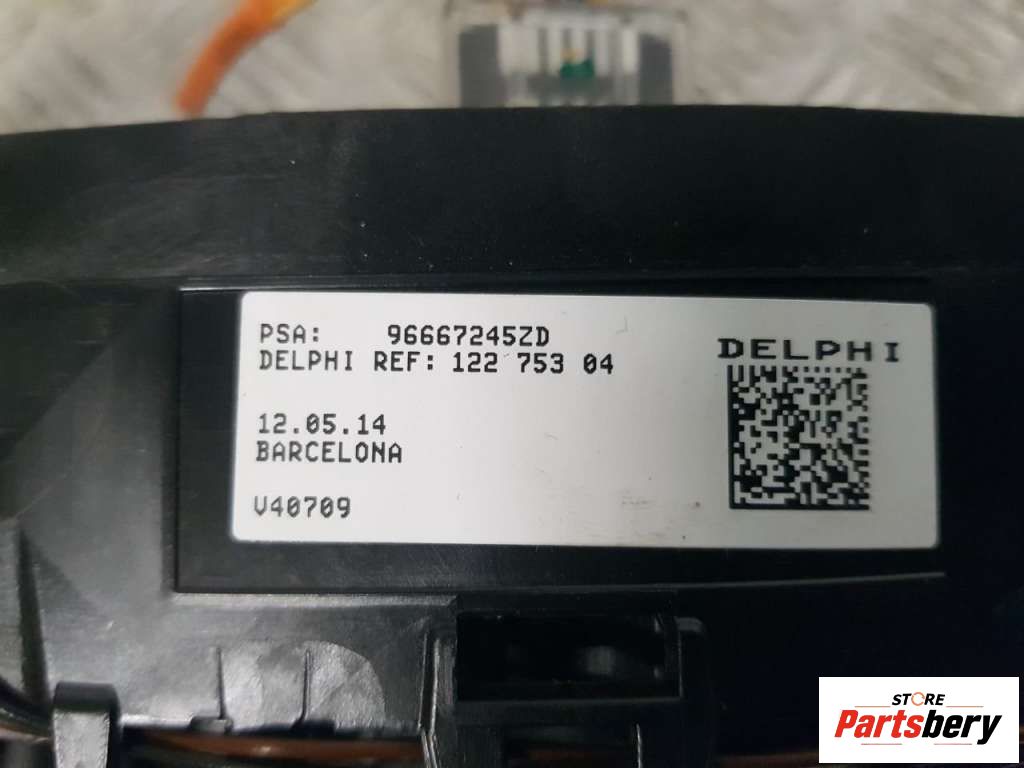 PSA: 96667245ZD
DELPHI REF: 122 753 04
DELPHI
12.05.14
BARCELONA
V40709
STORE
Partsbery